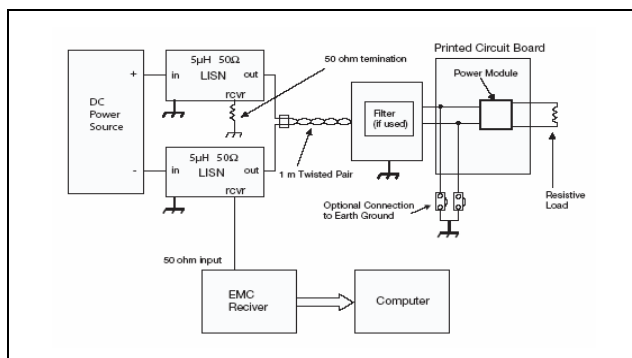 5µH 50Ω
LISN
in
out
rcvr
+
DC
Power
Source
-
5µH 50Ω
LISN
in
out
rcvr
50 ohm temination
1 m Twisted Pair
Filter
(if used)
Printed Circuit Board
Power Module
Optional Connection
to Earth Ground
Resistive
Load
50 ohm input
EMC
Reciver
Computer